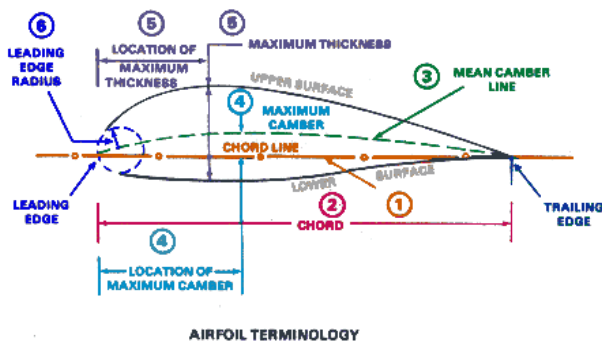 6
LEADING
EDGE
RADIUS
5
LOCATION OF
MAXIMUM
THICKNESS
5
MAXIMUM THICKNESS
UPPER SURFACE
3
MEAN CAMBER
LINE
4
MAXIMUM
CAMBER
CHORD LINE
LOWER SURFACE
LEADING
EDGE
2
CHORD
1
TRAILING
EDGE
4
LOCATION OF
MAXIMUM CAMBER
AIRFOIL TERMINOLOGY